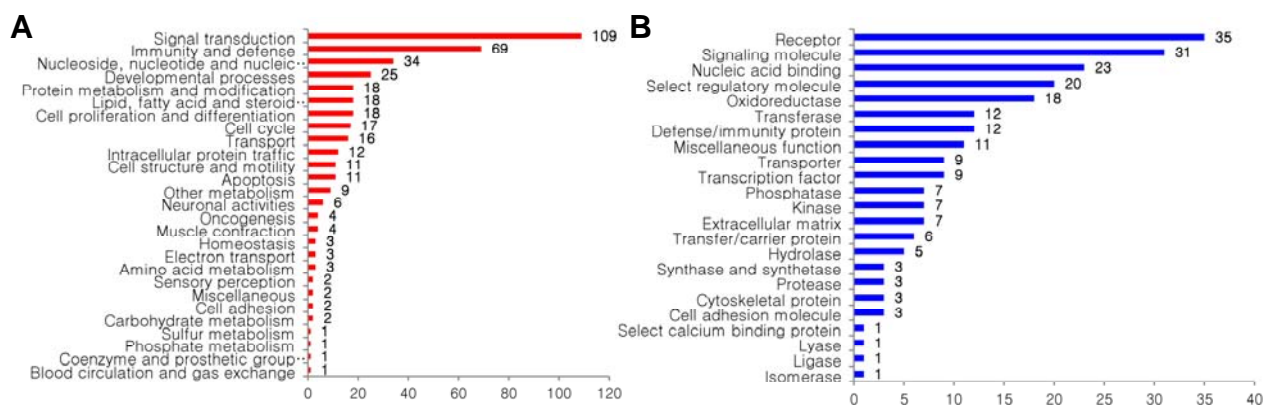 A
Signal transduction 109
Immunity and defense 69
Nucleoside, nucleotide and nucleic·· 34
Developmental processes 25
Protein metabolism and modification 18
Lipid, fatty acid and steroid·· 18
Cell proliferation and differentiation 18
Cell cycle 17
Transport 16
Intracellular protein traffic 12
Cell structure and motility 11
Apoptosis 11
Other metabolism 9
Neuronal activities 6
Oncogenesis 4
Muscle contraction 4
Homeostasis 3
Electron transport 3
Amino acid metabolism 3
Sensory perception 2
Miscellaneous 2
Cell adhesion 2
Carbohydrate metabolism 2
Sulfur metabolism 1
Phosphate metabolism 1
Coenzyme and prosthetic group·· 1
Blood circulation and gas exchange 1
0 20 40 60 80 100 120
B
Receptor 35
Signaling molecule 31
Nucleic acid binding 23
Select regulatory molecule 20
Oxidoreductase 18
Transferase 12
Defense/immunity protein 12
Miscellaneous function 11
Transporter 9
Transcription factor 9
Phosphatase 7
Kinase 7
Extracellular matrix 7
Transfer/carrier protein 6
Hydrolase 5
Synthase and synthetase 3
Protease 3
Cytoskeletal protein 3
Cell adhesion molecule 3
Select calcium binding protein 1
Lyase 1
Ligase 1
Isomerase 1
0 5 10 15 20 25 30 35 40